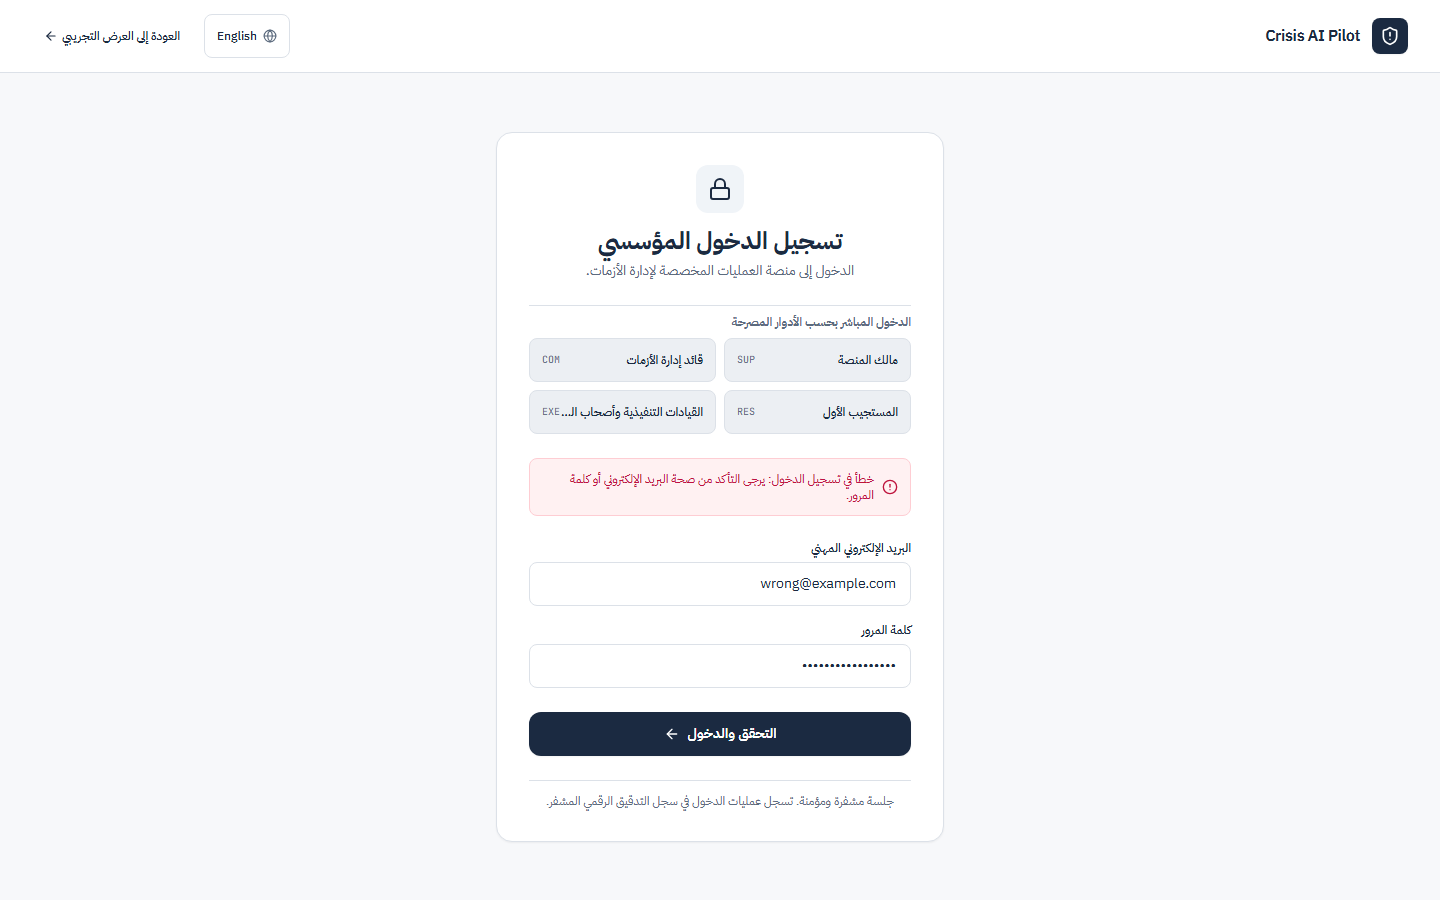 Crisis AI Pilot
English
العودة إلى العرض التجريبي
تسجيل الدخول المؤسسي
الدخول إلى منصة العمليات المخصصة لإدارة الأزمات.
الدخول المباشر بحسب الأدوار المصرحة
مالك المنصة SUP
قائد إدارة الأزمات COM
المستجيب الأول RES
القيادات التنفيذية وأصحاب الـ... EXE
خطأ في تسجيل الدخول: يرجى التأكد من صحة البريد الإلكتروني أو كلمة
المرور.
البريد الإلكتروني المهني
wrong@example.com
كلمة المرور
التحقق والدخول
جلسة مشفرة ومؤمنة. تسجل عمليات الدخول في سجل التدقيق الرقمي المشفر.